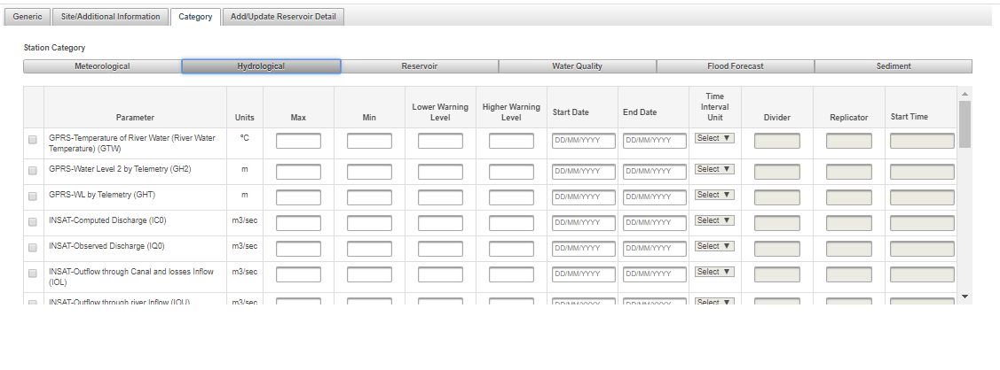 Generic Site/Additional Information Category Add/Update Reservoir Detail
Station Category
Meteorological Hydrological Reservoir Water Quality Flood Forecast Sediment
Parameter Units Max Min Lower Warning Level Higher Warning Level Start Date End Date Time Interval Unit Divider Replicator Start Time
GPRS-Temperature of River Water (River Water
Temperature) (GTW) °C DD/MM/YYYY DD/MM/YYYY Select ▼
GPRS-Water Level 2 by Telemetry (GH2) m DD/MM/YYYY DD/MM/YYYY Select ▼
GPRS-WL by Telemetry (GHT) m DD/MM/YYYY DD/MM/YYYY Select ▼
INSAT-Computed Discharge (IC0) m3/sec DD/MM/YYYY DD/MM/YYYY Select ▼
INSAT-Observed Discharge (IQ0) m3/sec DD/MM/YYYY DD/MM/YYYY Select ▼
INSAT-Outflow through Canal and losses Inflow
(IOL) m3/sec DD/MM/YYYY DD/MM/YYYY Select ▼
INSAT-Outflow through river Inflow (IOU) m3/sec DD/MM/YYYY DD/MM/YYYY Select ▼